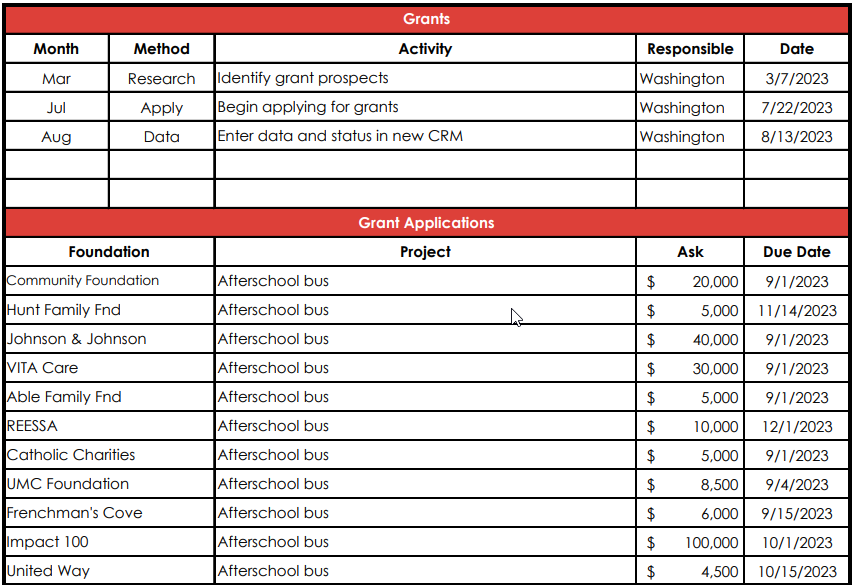 Grants
Month Method Activity Responsible Date
Mar Research Identify grant prospects Washington 3/7/2023
Jul Apply Begin applying for grants Washington 7/22/2023
Aug Data Enter data and status in new CRM Washington 8/13/2023
Grant Applications
Foundation Project Ask Due Date
Community Foundation Afterschool bus $ 20,000 9/1/2023
Hunt Family Fnd Afterschool bus $ 5,000 11/14/2023
Johnson & Johnson Afterschool bus $ 40,000 9/1/2023
VITA Care Afterschool bus $ 30,000 9/1/2023
Able Family Fnd Afterschool bus $ 5,000 9/1/2023
REESSA Afterschool bus $ 10,000 12/1/2023
Catholic Charities Afterschool bus $ 5,000 9/1/2023
UMC Foundation Afterschool bus $ 8,500 9/4/2023
Frenchman's Cove Afterschool bus $ 6,000 9/15/2023
Impact 100 Afterschool bus $ 100,000 10/1/2023
United Way Afterschool bus $ 4,500 10/15/2023